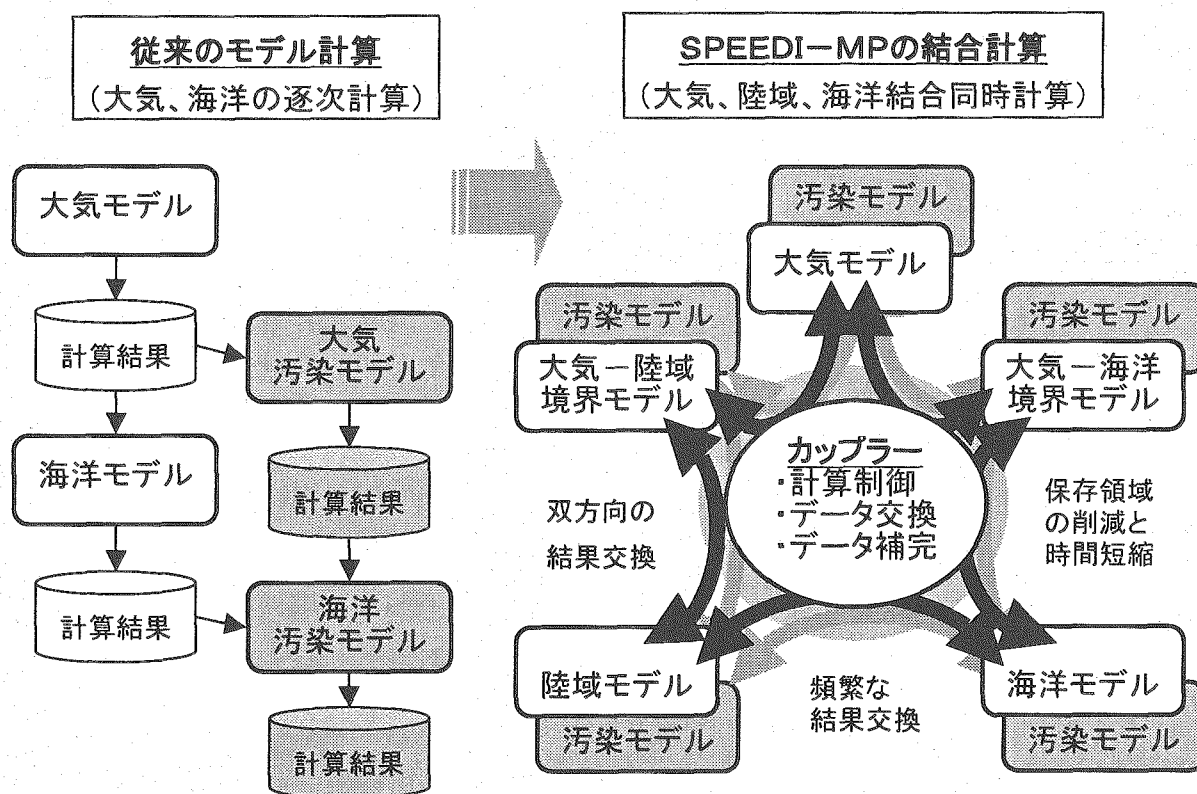 従来のモデル計算
(大気、海洋の逐次計算)
大気モデル
計算結果
大気
汚染モデル
海洋モデル
計算結果
計算結果
海洋
汚染モデル
計算結果
SPEEDI-MPの結合計算
(大気、陸域、海洋結合同時計算)
汚染モデル
大気モデル
汚染モデル
大気-陸域
境界モデル
汚染モデル
大気-海洋
境界モデル
カップラー
・計算制御
・データ交換
・データ補完
双方向の
結果交換
保存領域
の削減と
時間短縮
陸域モデル
汚染モデル
頻繁な
結果交換
海洋モデル
汚染モデル